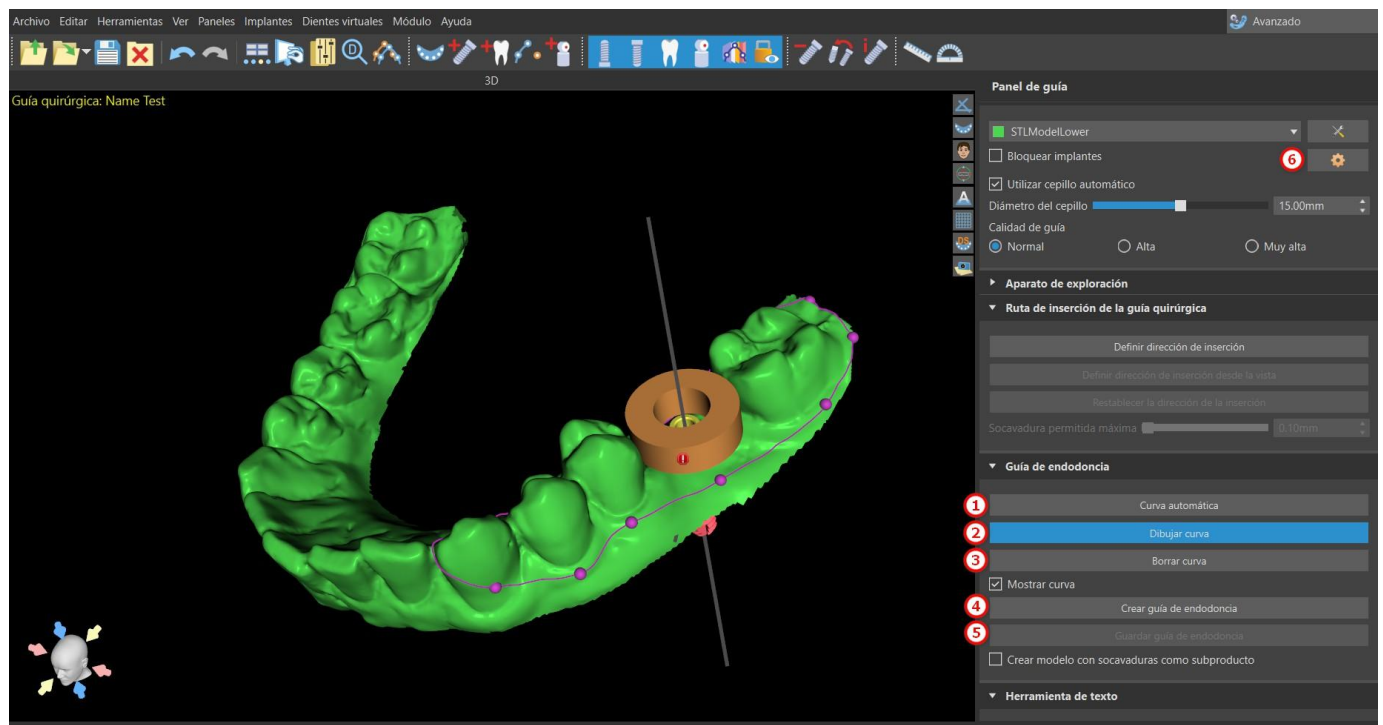 Archivo Editar Herramientas Ver Paneles Implantes Dientes virtuales Módulo Ayuda
Avanzado
3D
Guía quirúrgica: Name Test
Panel de guía
STLModelLower
Bloquear implantes
6
Utilizar cepillo automático
Diámetro del cepillo 15.00mm
Calidad de guía
Normal Alta Muy alta
Aparato de exploración
Ruta de inserción de la guía quirúrgica
Definir dirección de inserción
Definir dirección de inserción desde la vista
Restablecer la dirección de la inserción
Socavadura permitida máxima 0.10mm
Guía de endodoncia
1 Curva automática
2 Dibujar curva
3 Borrar curva
Mostrar curva
4 Crear guía de endodoncia
5 Guardar guía de endodoncia
Crear modelo con socavaduras como subproducto
Herramienta de texto